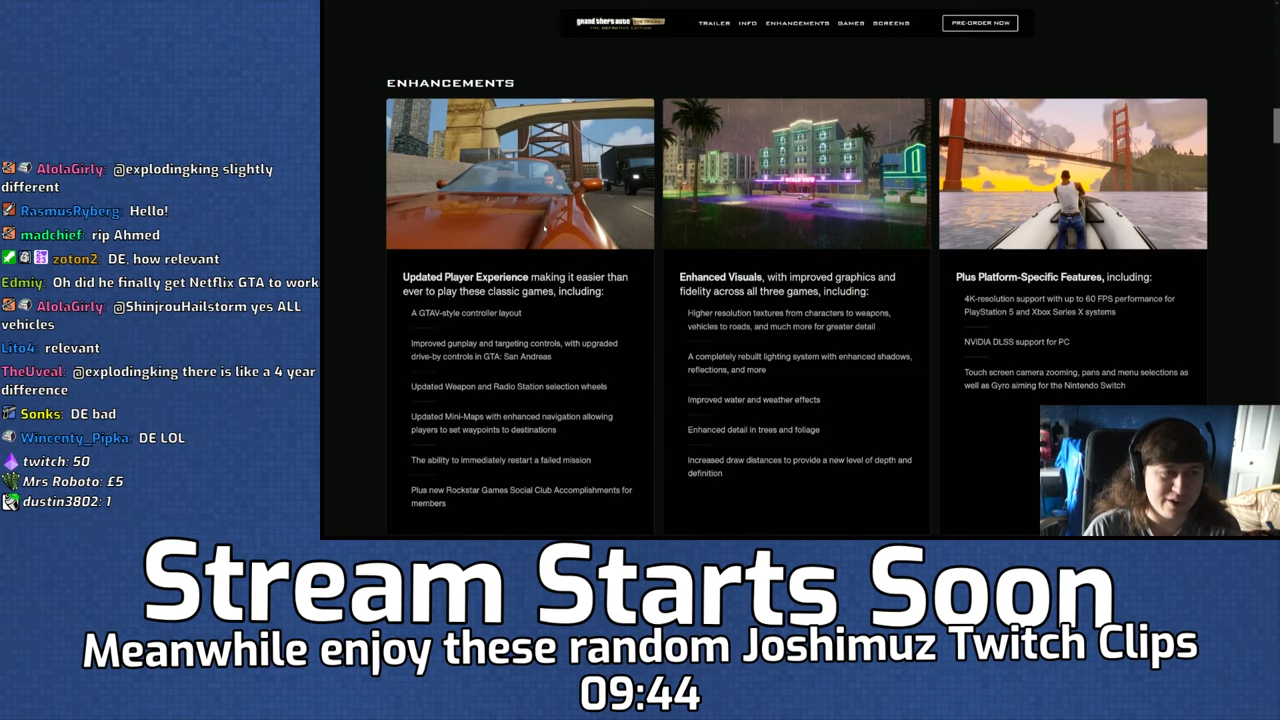 grand theft auto THE TRILOGY
THE DEFINITIVE EDITION
TRAILER INFO ENHANCEMENTS GAMES SCREENS
PRE-ORDER NOW
ENHANCEMENTS
Updated Player Experience making it easier than
ever to play these classic games, including:
A GTAV-style controller layout
Improved gunplay and targeting controls, with upgraded
drive-by controls in GTA: San Andreas
Updated Weapon and Radio Station selection wheels
Updated Mini-Maps with enhanced navigation allowing
players to set waypoints to destinations
The ability to immediately restart a failed mission
Plus new Rockstar Games Social Club Accomplishments for
members
Enhanced Visuals, with improved graphics and
fidelity across all three games, including:
Higher resolution textures from characters to weapons,
vehicles to roads, and much more for greater detail
A completely rebuilt lighting system with enhanced shadows,
reflections, and more
Improved water and weather effects
Enhanced detail in trees and foliage
Increased draw distances to provide a new level of depth and
definition
Plus Platform-Specific Features, including:
4K-resolution support with up to 60 FPS performance for
PlayStation 5 and Xbox Series X systems
NVIDIA DLSS support for PC
Touch screen camera zooming, pans and menu selections as
well as Gyro aiming for the Nintendo Switch
AlolaGirly: @explodingking slightly
different
RasmusRyberg: Hello!
madchief: rip Ahmed
zoton2: DE, how relevant
Edmiy: Oh did he finally get Netflix GTA to work
AlolaGirly: @ShinjrouHailstorm yes ALL
vehicles
Lito4: relevant
TheUveal: @explodingking there is like a 4 year
difference
Sonks: DE bad
Wincenty_Pipka: DE LOL
twitch: 50
Mrs Roboto: £5
dustin3802: 1
Stream Starts Soon
Meanwhile enjoy these random Joshimuz Twitch Clips
09:44